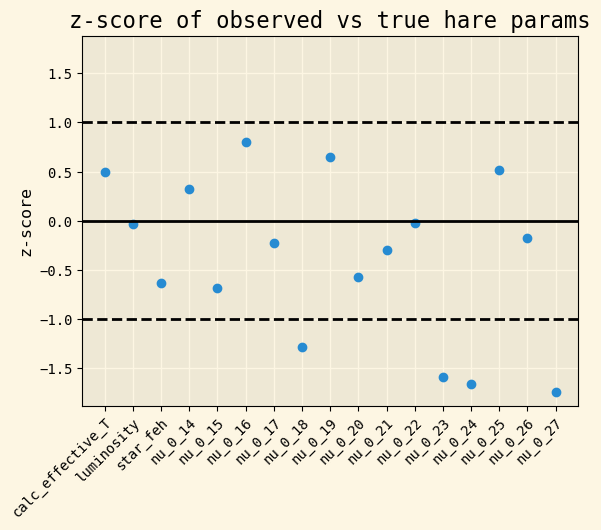 z-score of observed vs true hare params
1.5
1.0
0.5
0.0
−0.5
−1.0
−1.5
z-score
calc_effective_T
luminosity
star_feh
nu_0_14
nu_0_15
nu_0_16
nu_0_17
nu_0_18
nu_0_19
nu_0_20
nu_0_21
nu_0_22
nu_0_23
nu_0_24
nu_0_25
nu_0_26
nu_0_27